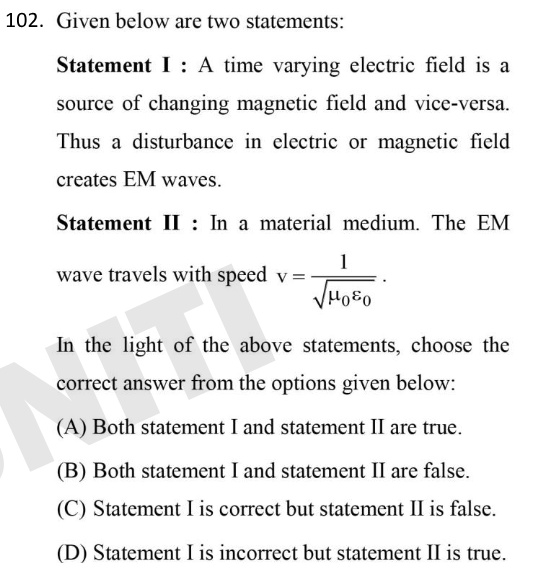 102. Given below are two statements:
Statement I : A time varying electric field is a
source of changing magnetic field and vice-versa.
Thus a disturbance in electric or magnetic field
creates EM waves.
Statement II : In a material medium. The EM
wave travels with speed v = 1/√μ₀ε₀ .
In the light of the above statements, choose the
correct answer from the options given below:
(A) Both statement I and statement II are true.
(B) Both statement I and statement II are false.
(C) Statement I is correct but statement II is false.
(D) Statement I is incorrect but statement II is true.